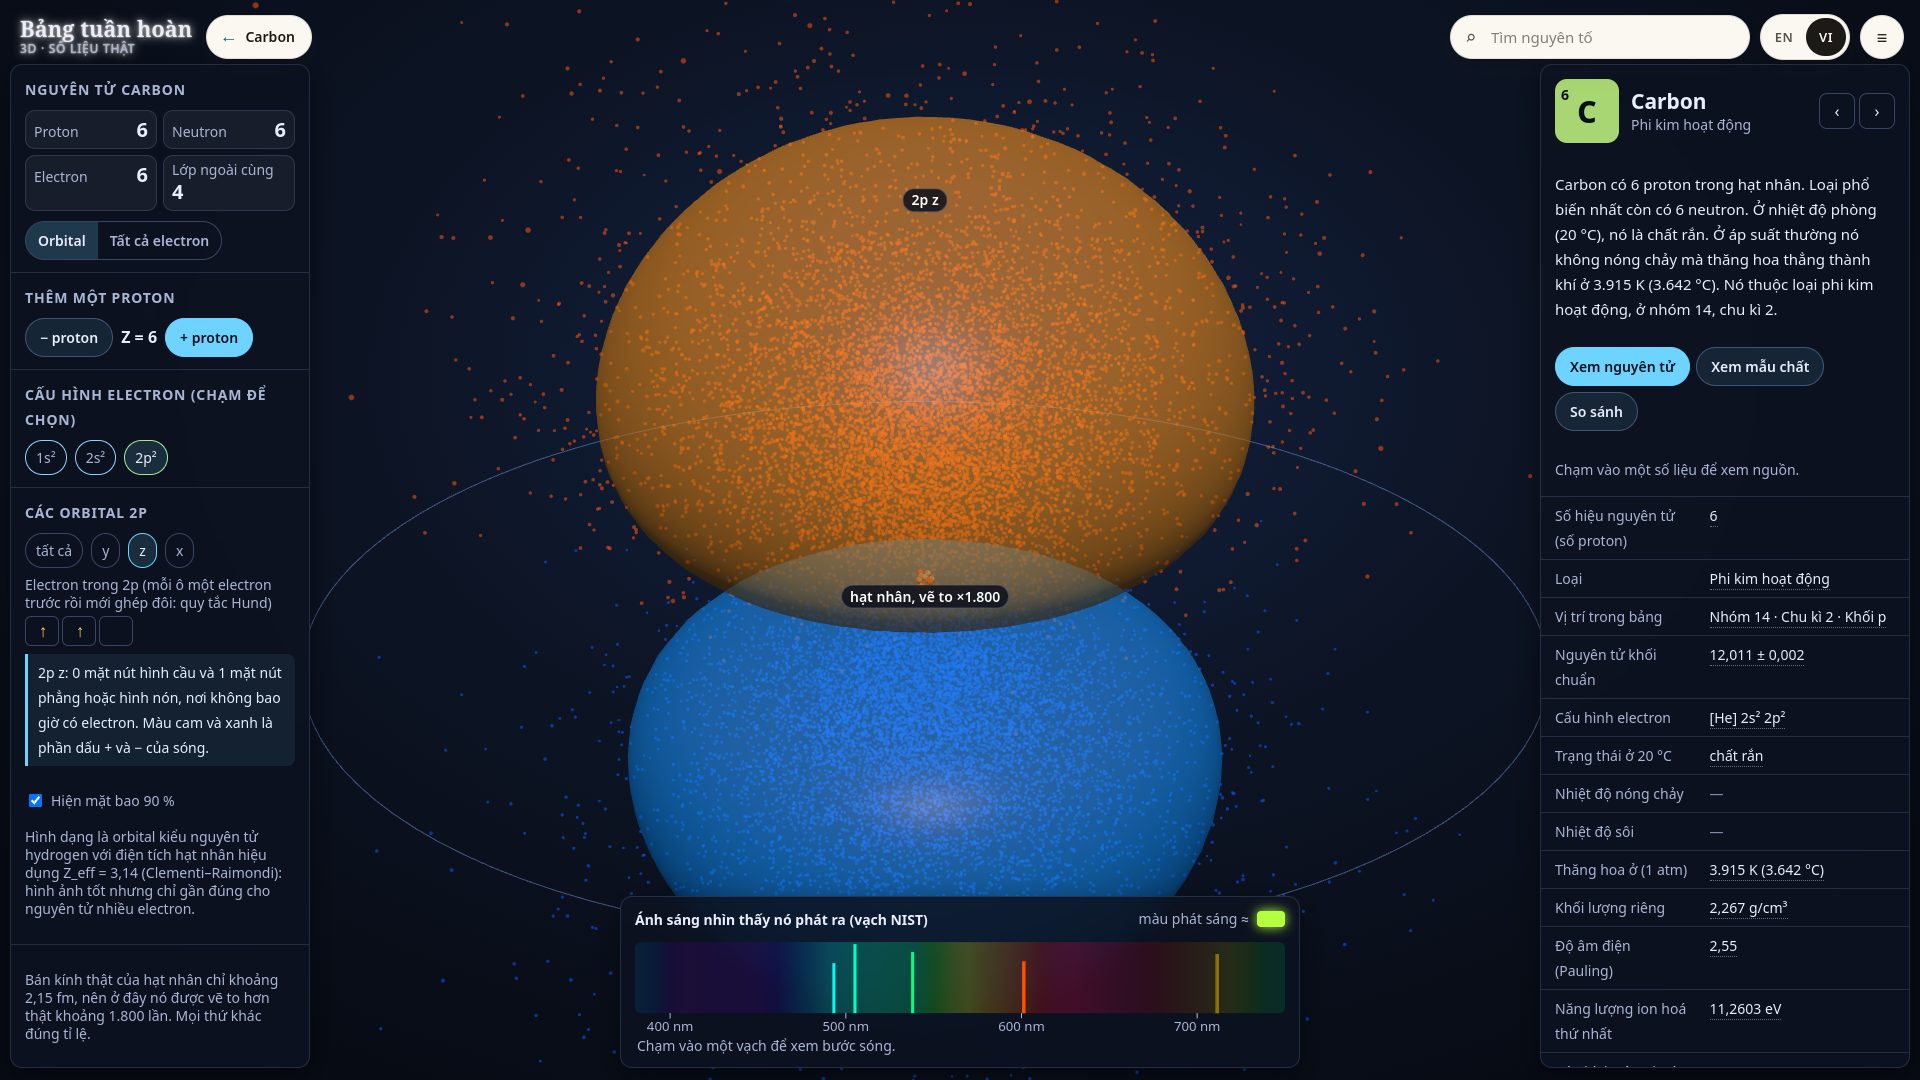 Bảng tuần hoàn
3D · SỐ LIỆU THẬT
← Carbon
Tìm nguyên tố
EN VI
≡
NGUYÊN TỬ CARBON
Proton 6
Neutron 6
Electron 6
Lớp ngoài cùng
4
Orbital Tất cả electron
THÊM MỘT PROTON
− proton Z = 6 + proton
CẤU HÌNH ELECTRON (CHẠM ĐỂ
CHỌN)
1s² 2s² 2p²
CÁC ORBITAL 2P
tất cả y z x
Electron trong 2p (mỗi ô một electron
trước rồi mới ghép đôi: quy tắc Hund)
↑ ↑
2p z: 0 mặt nút hình cầu và 1 mặt nút
phẳng hoặc hình nón, nơi không bao
giờ có electron. Màu cam và xanh là
phần dấu + và − của sóng.
Hiện mặt bao 90 %
Hình dạng là orbital kiểu nguyên tử
hydrogen với điện tích hạt nhân hiệu
dụng Z_eff = 3,14 (Clementi–Raimondi):
hình ảnh tốt nhưng chỉ gần đúng cho
nguyên tử nhiều electron.
Bán kính thật của hạt nhân chỉ khoảng
2,15 fm, nên ở đây nó được vẽ to hơn
thật khoảng 1.800 lần. Mọi thứ khác
đúng tỉ lệ.
2p z
hạt nhân, vẽ to ×1.800
Ánh sáng nhìn thấy nó phát ra (vạch NIST)
màu phát sáng ≈
400 nm 500 nm 600 nm 700 nm
Chạm vào một vạch để xem bước sóng.
6
C
Carbon
Phi kim hoạt động
‹ ›
Carbon có 6 proton trong hạt nhân. Loại phổ
biến nhất còn có 6 neutron. Ở nhiệt độ phòng
(20 °C), nó là chất rắn. Ở áp suất thường nó
không nóng chảy mà thăng hoa thẳng thành
khí ở 3.915 K (3.642 °C). Nó thuộc loại phi kim
hoạt động, ở nhóm 14, chu kì 2.
Xem nguyên tử Xem mẫu chất
So sánh
Chạm vào một số liệu để xem nguồn.
Số hiệu nguyên tử 6
(số proton)
Loại Phi kim hoạt động
Vị trí trong bảng Nhóm 14 · Chu kì 2 · Khối p
Nguyên tử khối 12,011 ± 0,002
chuẩn
Cấu hình electron [He] 2s² 2p²
Trạng thái ở 20 °C chất rắn
Nhiệt độ nóng chảy —
Nhiệt độ sôi —
Thăng hoa ở (1 atm) 3.915 K (3.642 °C)
Khối lượng riêng 2,267 g/cm³
Độ âm điện 2,55
(Pauling)
Năng lượng ion hoá 11,2603 eV
thứ nhất